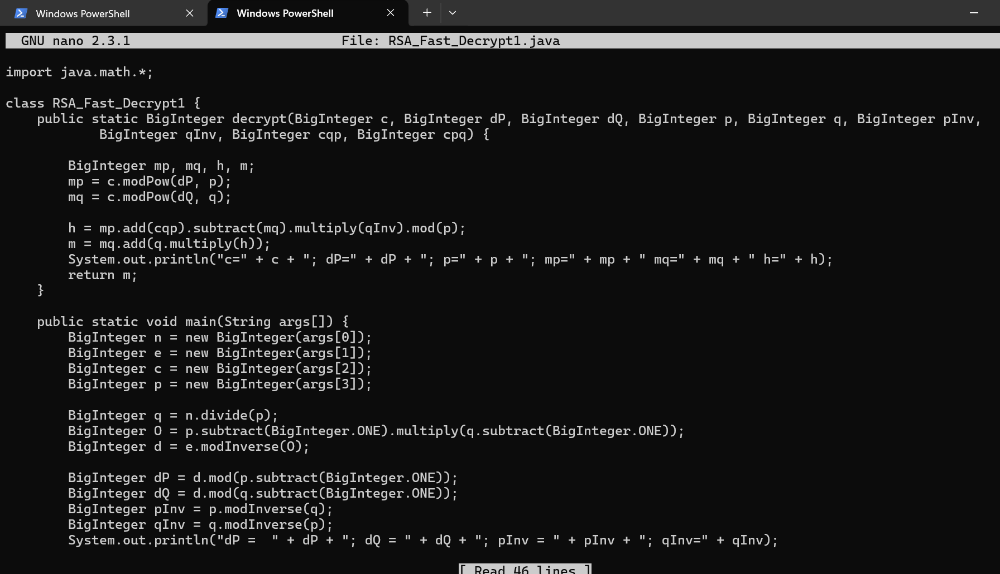 Windows PowerShell Windows PowerShell
GNU nano 2.3.1 File: RSA_Fast_Decrypt1.java
import java.math.*;
class RSA_Fast_Decrypt1 {
public static BigInteger decrypt(BigInteger c, BigInteger dP, BigInteger dQ, BigInteger p, BigInteger q, BigInteger pInv,
BigInteger qInv, BigInteger cqp, BigInteger cpq) {
BigInteger mp, mq, h, m;
mp = c.modPow(dP, p);
mq = c.modPow(dQ, q);
h = mp.add(cqp).subtract(mq).multiply(qInv).mod(p);
m = mq.add(q.multiply(h));
System.out.println("c=" + c + "; dP=" + dP + "; p=" + p + "; mp=" + mp + " mq=" + mq + " h=" + h);
return m;
}
public static void main(String args[]) {
BigInteger n = new BigInteger(args[0]);
BigInteger e = new BigInteger(args[1]);
BigInteger c = new BigInteger(args[2]);
BigInteger p = new BigInteger(args[3]);
BigInteger q = n.divide(p);
BigInteger O = p.subtract(BigInteger.ONE).multiply(q.subtract(BigInteger.ONE));
BigInteger d = e.modInverse(O);
BigInteger dP = d.mod(p.subtract(BigInteger.ONE));
BigInteger dQ = d.mod(q.subtract(BigInteger.ONE));
BigInteger pInv = p.modInverse(q);
BigInteger qInv = q.modInverse(p);
System.out.println("dP =  " + dP + "; dQ = " + dQ + "; pInv = " + pInv + "; qInv=" + qInv);
[ Read 46 lines ]